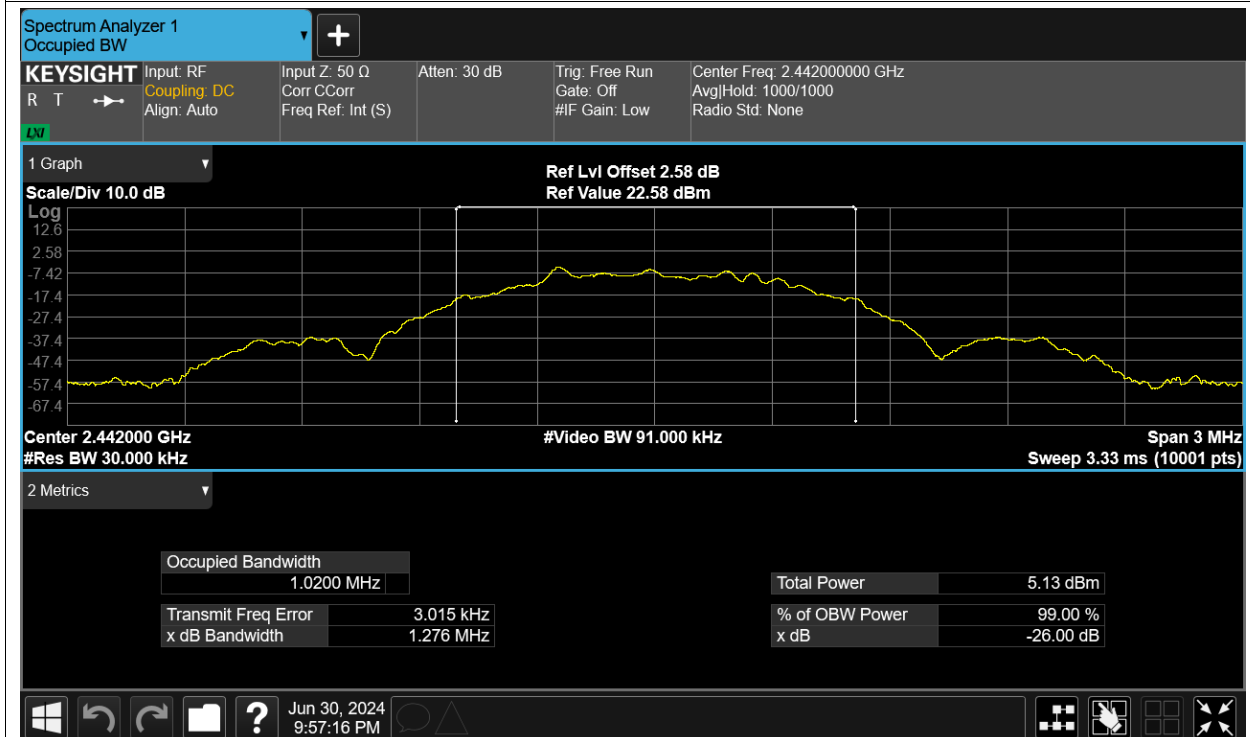 Spectrum Analyzer 1
Occupied BW
KEYSIGHT
R T
LXI
Input: RF
Coupling: DC
Align: Auto
Input Z: 50 Ω
Corr CCorr
Freq Ref: Int (S)
Atten: 30 dB
Trig: Free Run
Gate: Off
#IF Gain: Low
Center Freq: 2.442000000 GHz
Avg|Hold: 1000/1000
Radio Std: None
1 Graph
Scale/Div 10.0 dB
Ref Lvl Offset 2.58 dB
Ref Value 22.58 dBm
Log
12.6
2.58
-7.42
-17.4
-27.4
-37.4
-47.4
-57.4
-67.4
Center 2.442000 GHz
#Video BW 91.000 kHz
Span 3 MHz
#Res BW 30.000 kHz
Sweep 3.33 ms (10001 pts)
2 Metrics
Occupied Bandwidth
1.0200 MHz
Total Power 5.13 dBm
Transmit Freq Error 3.015 kHz
% of OBW Power 99.00 %
x dB Bandwidth 1.276 MHz
x dB -26.00 dB
?
Jun 30, 2024
9:57:16 PM